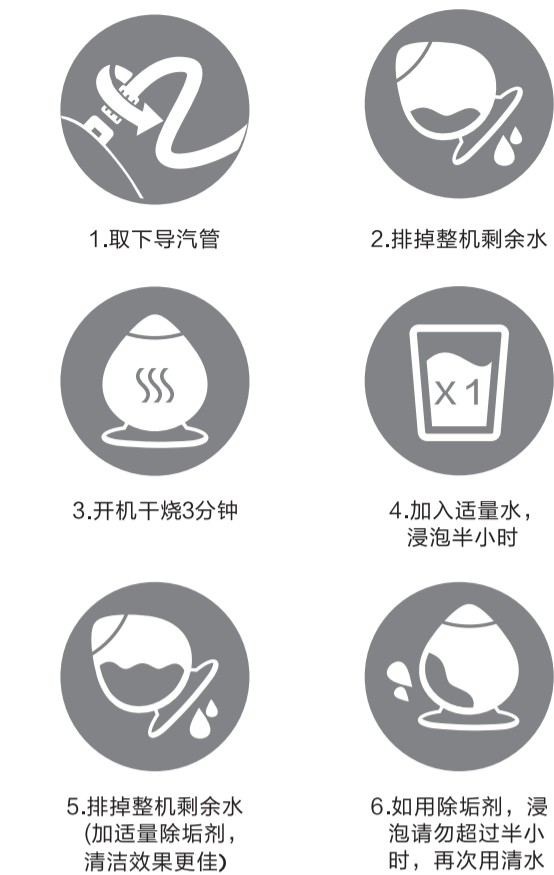 1.取下导汽管
2.排掉整机剩余水
3.开机干烧3分钟
X 1
4.加入适量水，
浸泡半小时
5.排掉整机剩余水
(加适量除垢剂，
清洁效果更佳)
6.如用除垢剂，浸
泡请勿超过半小
时，再次用清水